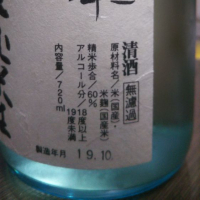 清酒 無濾過
原材料名／米(国産)・
米麹(国産米)
精米歩合／60%
アルコール分／18度以上
19度未満
内容量／720ml
製造年月 19.10.